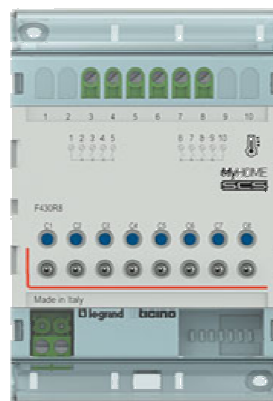 1 2 3 4 5 6 7 8 9 10
1 2 3 4 5 6 7 8 9 10
MyHOME
SCS
F430R8
C1 C2 C3 C4 C5 C6 C7 C8
Made in Italy
legrand bticino